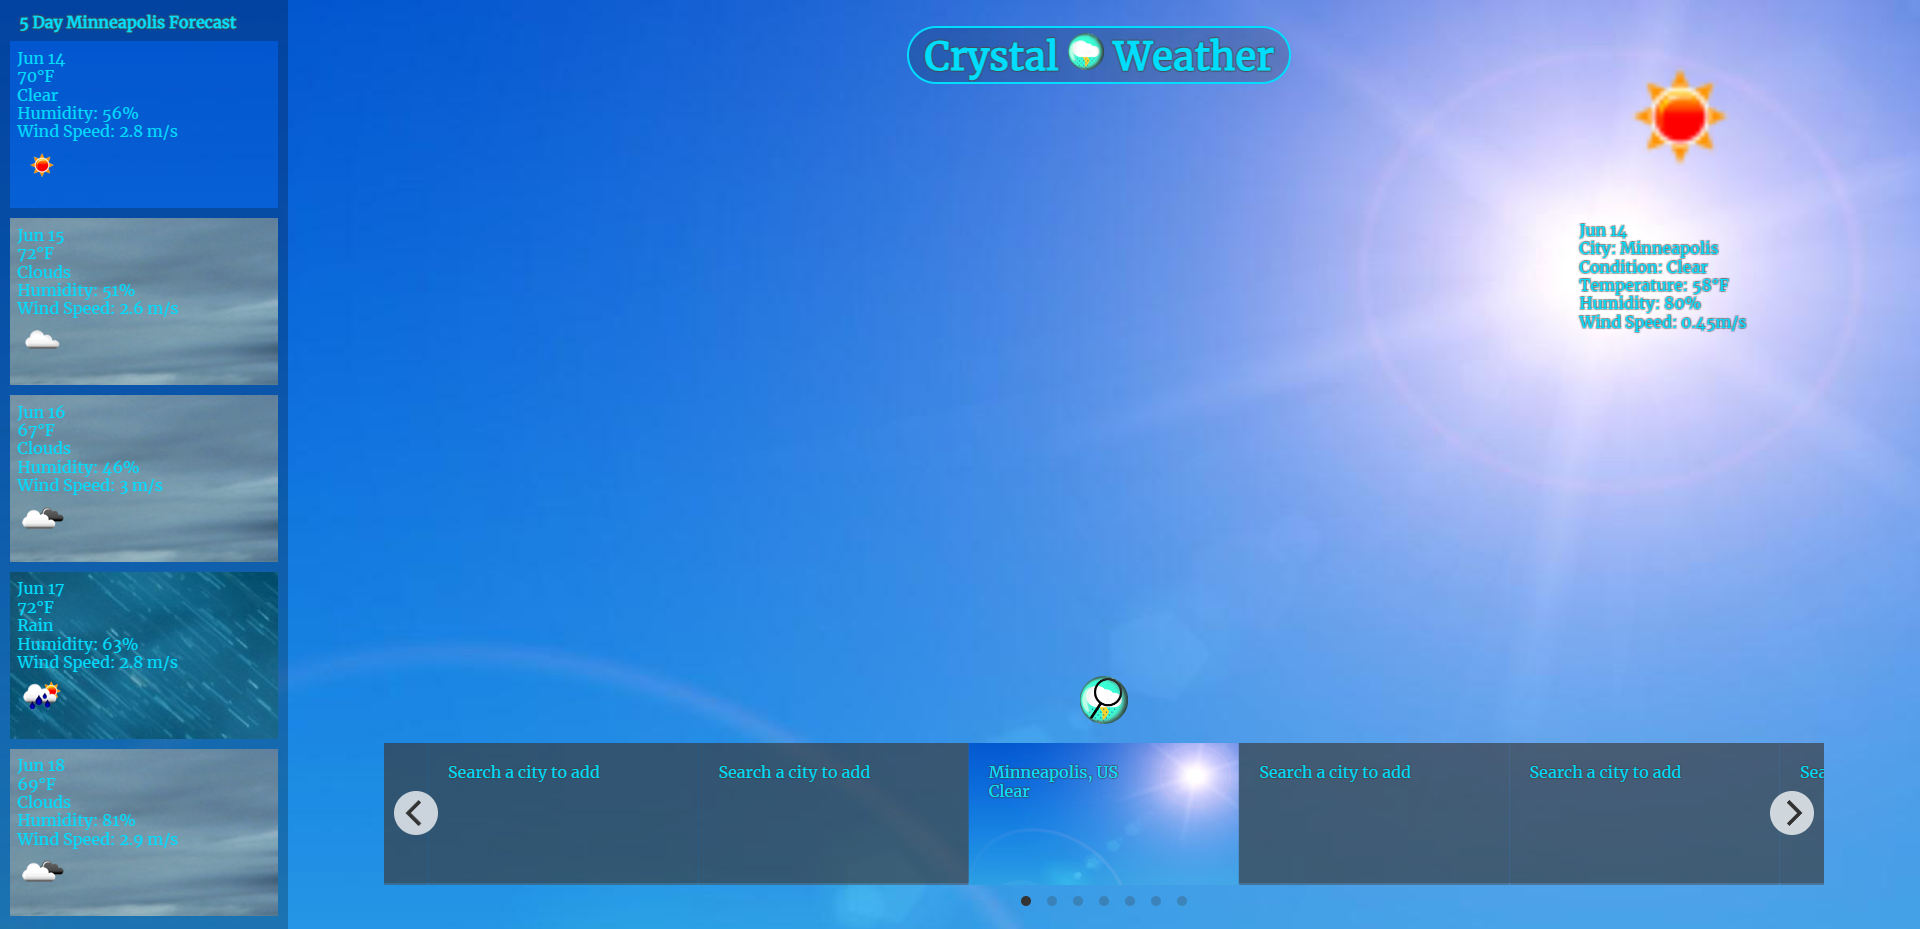 5 Day Minneapolis Forecast
Jun 14
70°F
Clear
Humidity: 56%
Wind Speed: 2.8 m/s
Jun 15
72°F
Clouds
Humidity: 51%
Wind Speed: 2.6 m/s
Jun 16
67°F
Clouds
Humidity: 46%
Wind Speed: 3 m/s
Jun 17
72°F
Rain
Humidity: 63%
Wind Speed: 2.8 m/s
Jun 18
69°F
Clouds
Humidity: 81%
Wind Speed: 2.9 m/s
Crystal Weather
Jun 14
City: Minneapolis
Condition: Clear
Temperature: 58°F
Humidity: 80%
Wind Speed: 0.45m/s
Search a city to add
Search a city to add
Minneapolis, US
Clear
Search a city to add
Search a city to add
Sea